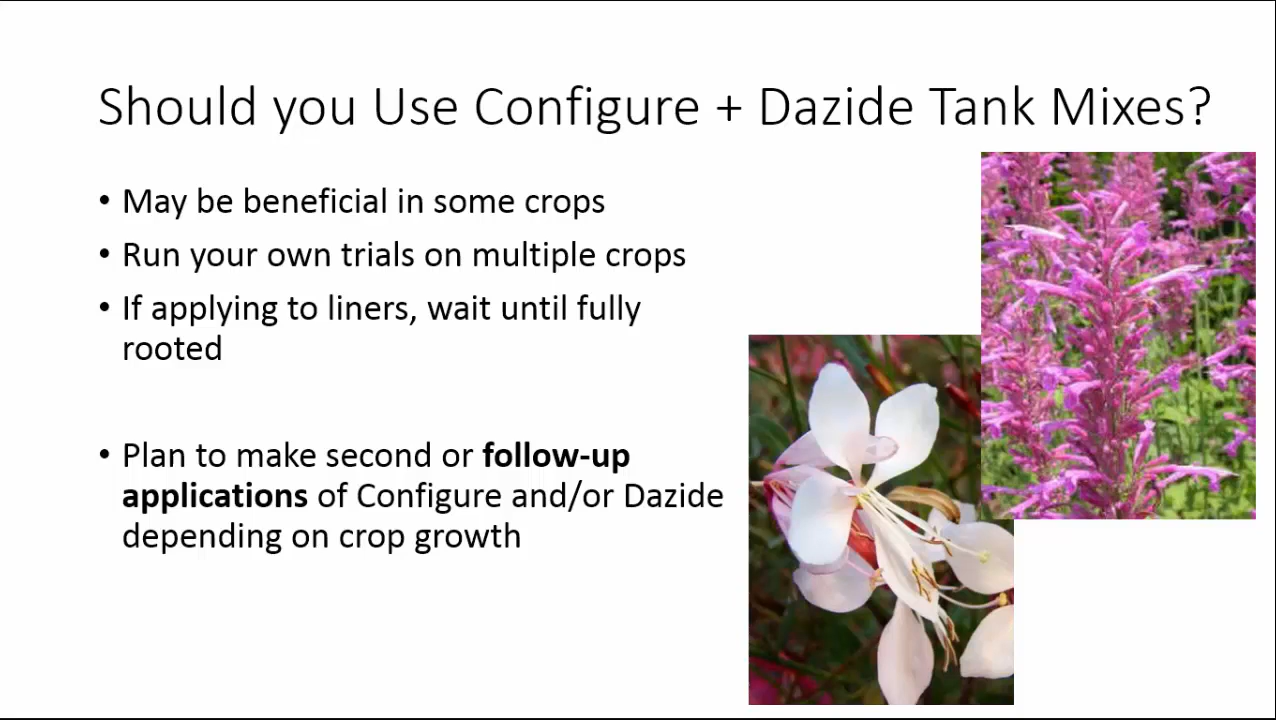 Should you Use Configure + Dazide Tank Mixes?
• May be beneficial in some crops
• Run your own trials on multiple crops
• If applying to liners, wait until fully
rooted
• Plan to make second or follow-up
applications of Configure and/or Dazide
depending on crop growth